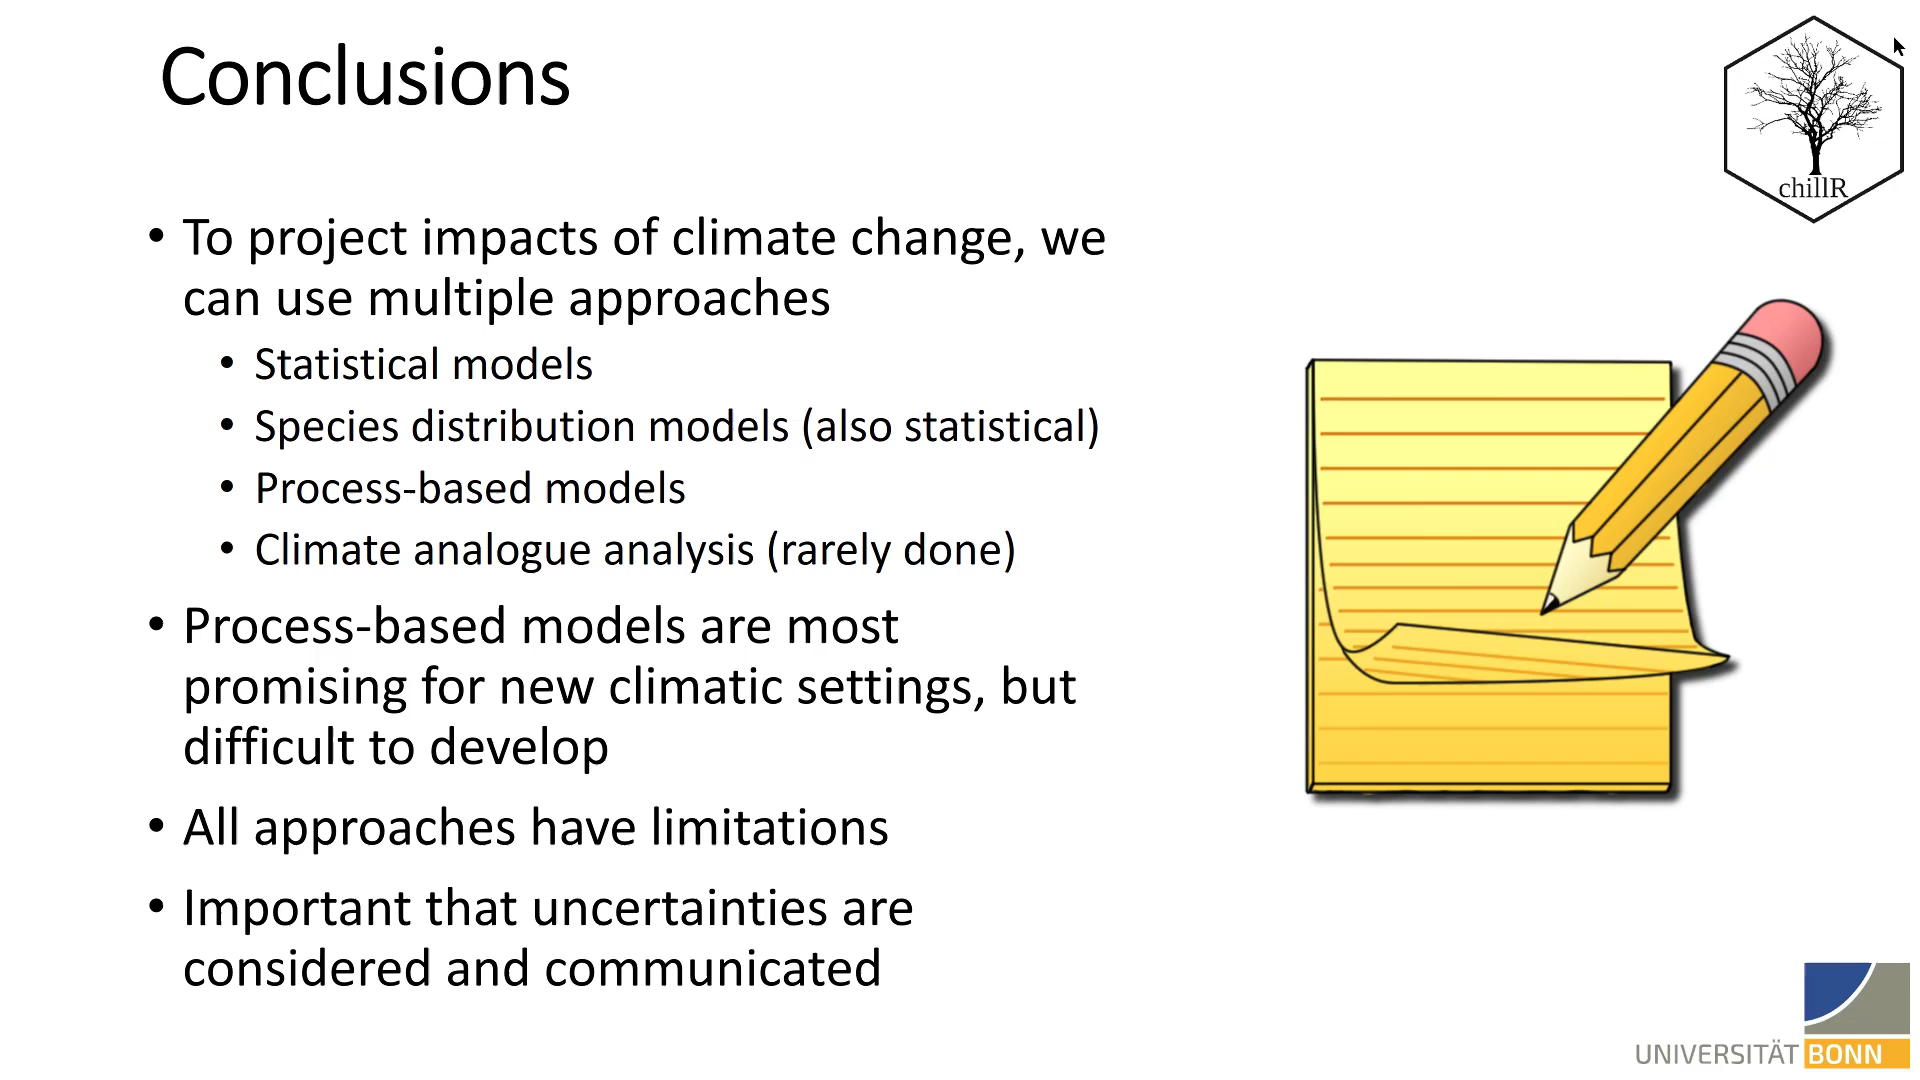 Conclusions
chillR
• To project impacts of climate change, we
can use multiple approaches
• Statistical models
• Species distribution models (also statistical)
• Process-based models
• Climate analogue analysis (rarely done)
• Process-based models are most
promising for new climatic settings, but
difficult to develop
• All approaches have limitations
• Important that uncertainties are
considered and communicated
UNIVERSITÄT BONN